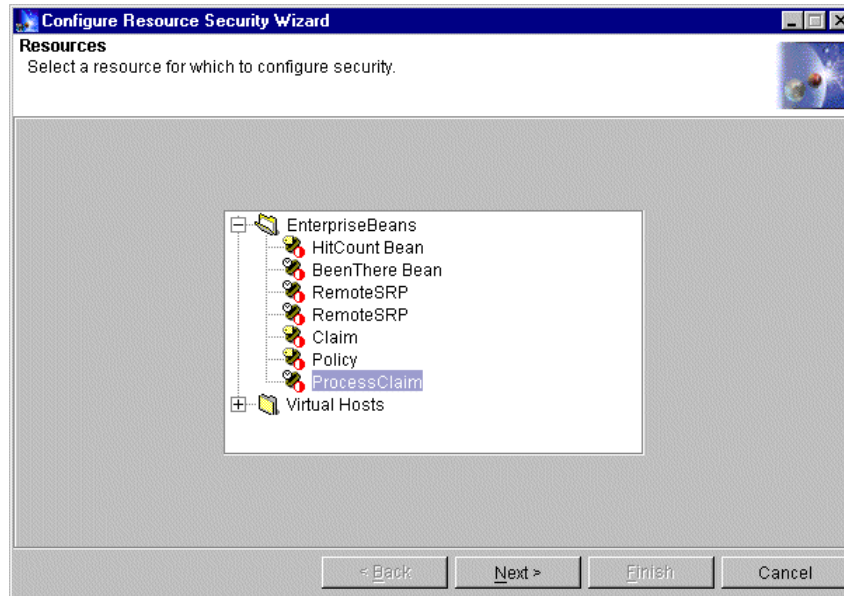 Configure Resource Security Wizard
Resources
Select a resource for which to configure security.
EnterpriseBeans
HitCount Bean
BeenThere Bean
RemoteSRP
RemoteSRP
Claim
Policy
ProcessClaim
Virtual Hosts
< Back Next > Finish Cancel